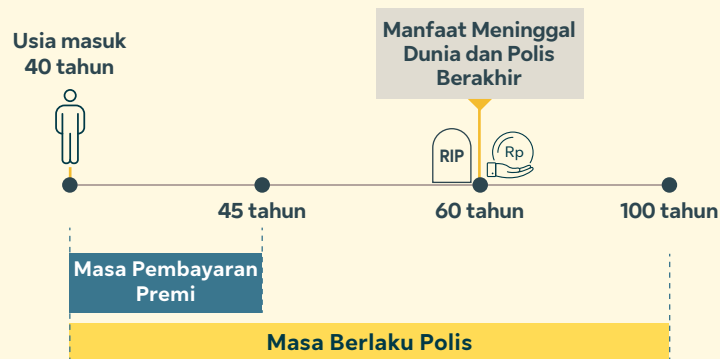 Usia masuk
40 tahun
Manfaat Meninggal
Dunia dan Polis
Berakhir
RIP
Rp
45 tahun
60 tahun
100 tahun
Masa Pembayaran
Premi
Masa Berlaku Polis